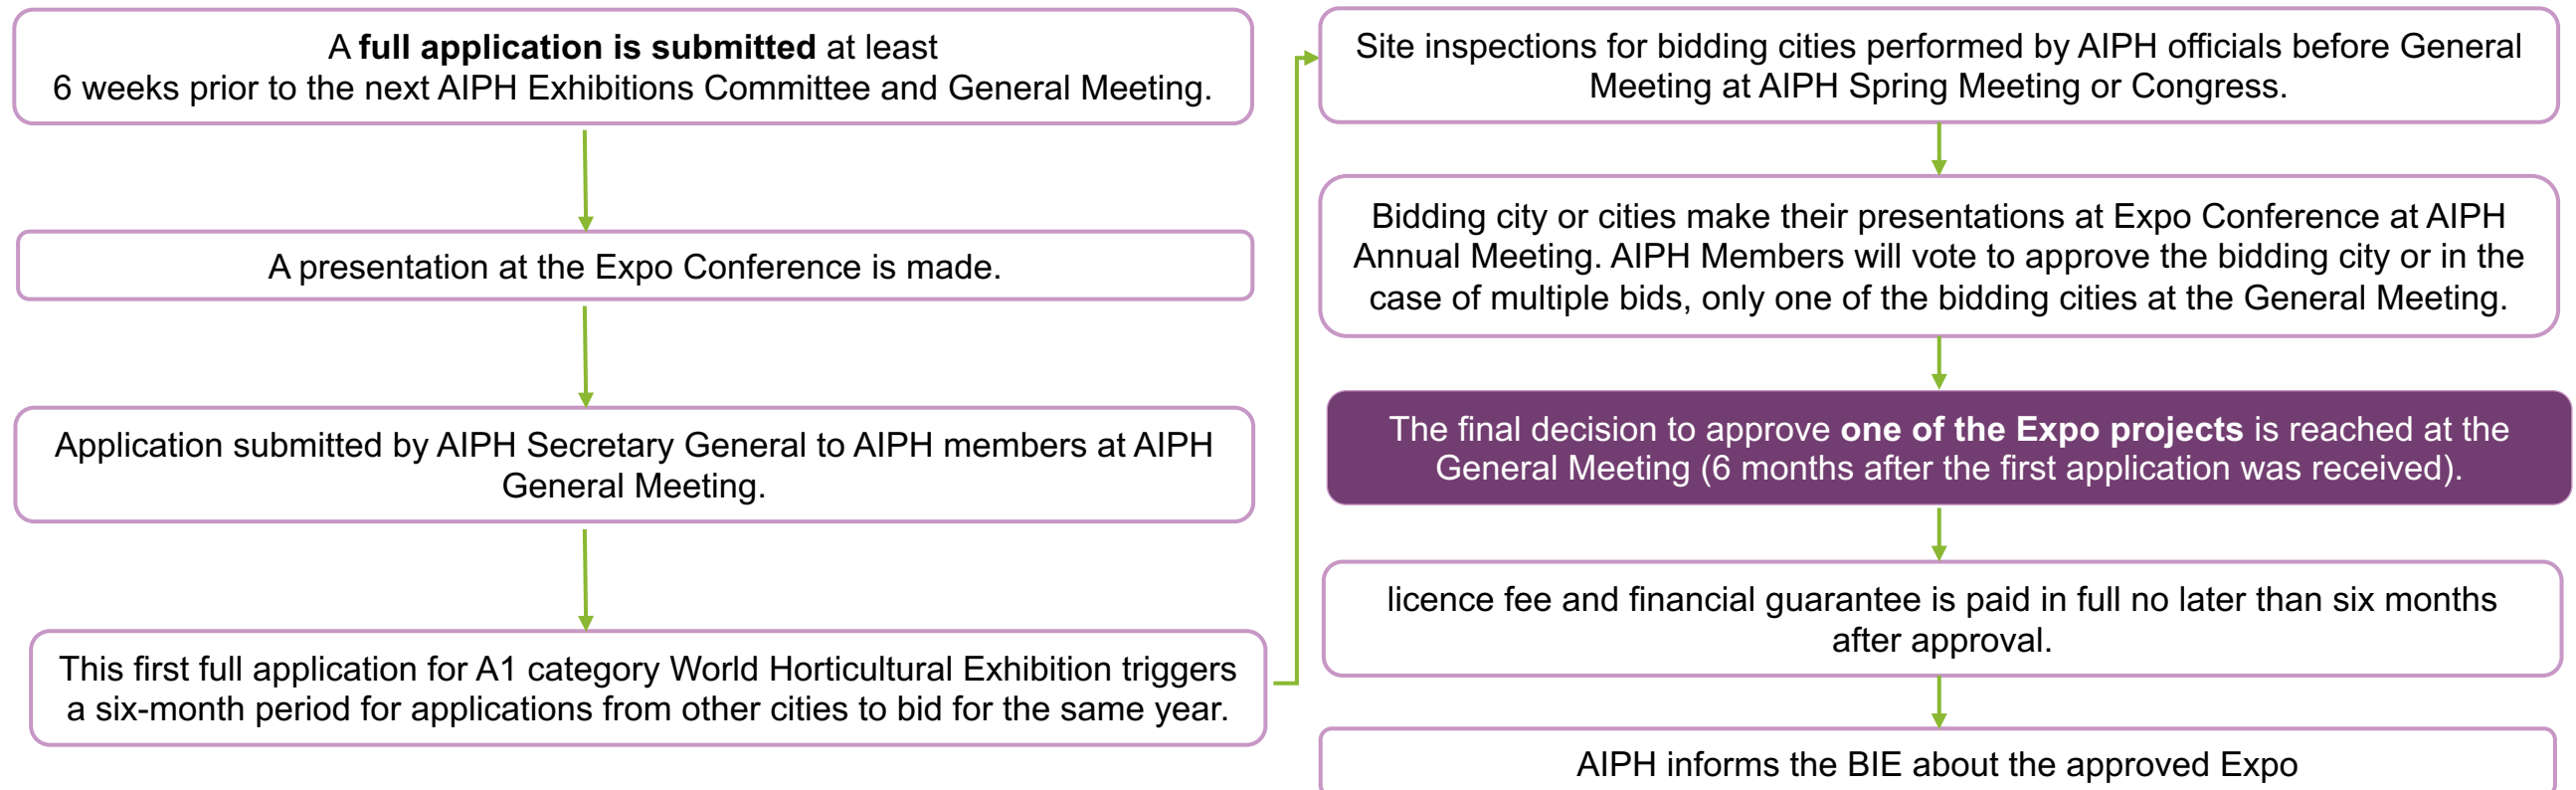 A full application is submitted at least
6 weeks prior to the next AIPH Exhibitions Committee and General Meeting.
A presentation at the Expo Conference is made.
Application submitted by AIPH Secretary General to AIPH members at AIPH
General Meeting.
This first full application for A1 category World Horticultural Exhibition triggers
a six-month period for applications from other cities to bid for the same year.
Site inspections for bidding cities performed by AIPH officials before General
Meeting at AIPH Spring Meeting or Congress.
Bidding city or cities make their presentations at Expo Conference at AIPH
Annual Meeting. AIPH Members will vote to approve the bidding city or in the
case of multiple bids, only one of the bidding cities at the General Meeting.
The final decision to approve one of the Expo projects is reached at the
General Meeting (6 months after the first application was received).
licence fee and financial guarantee is paid in full no later than six months
after approval.
AIPH informs the BIE about the approved Expo